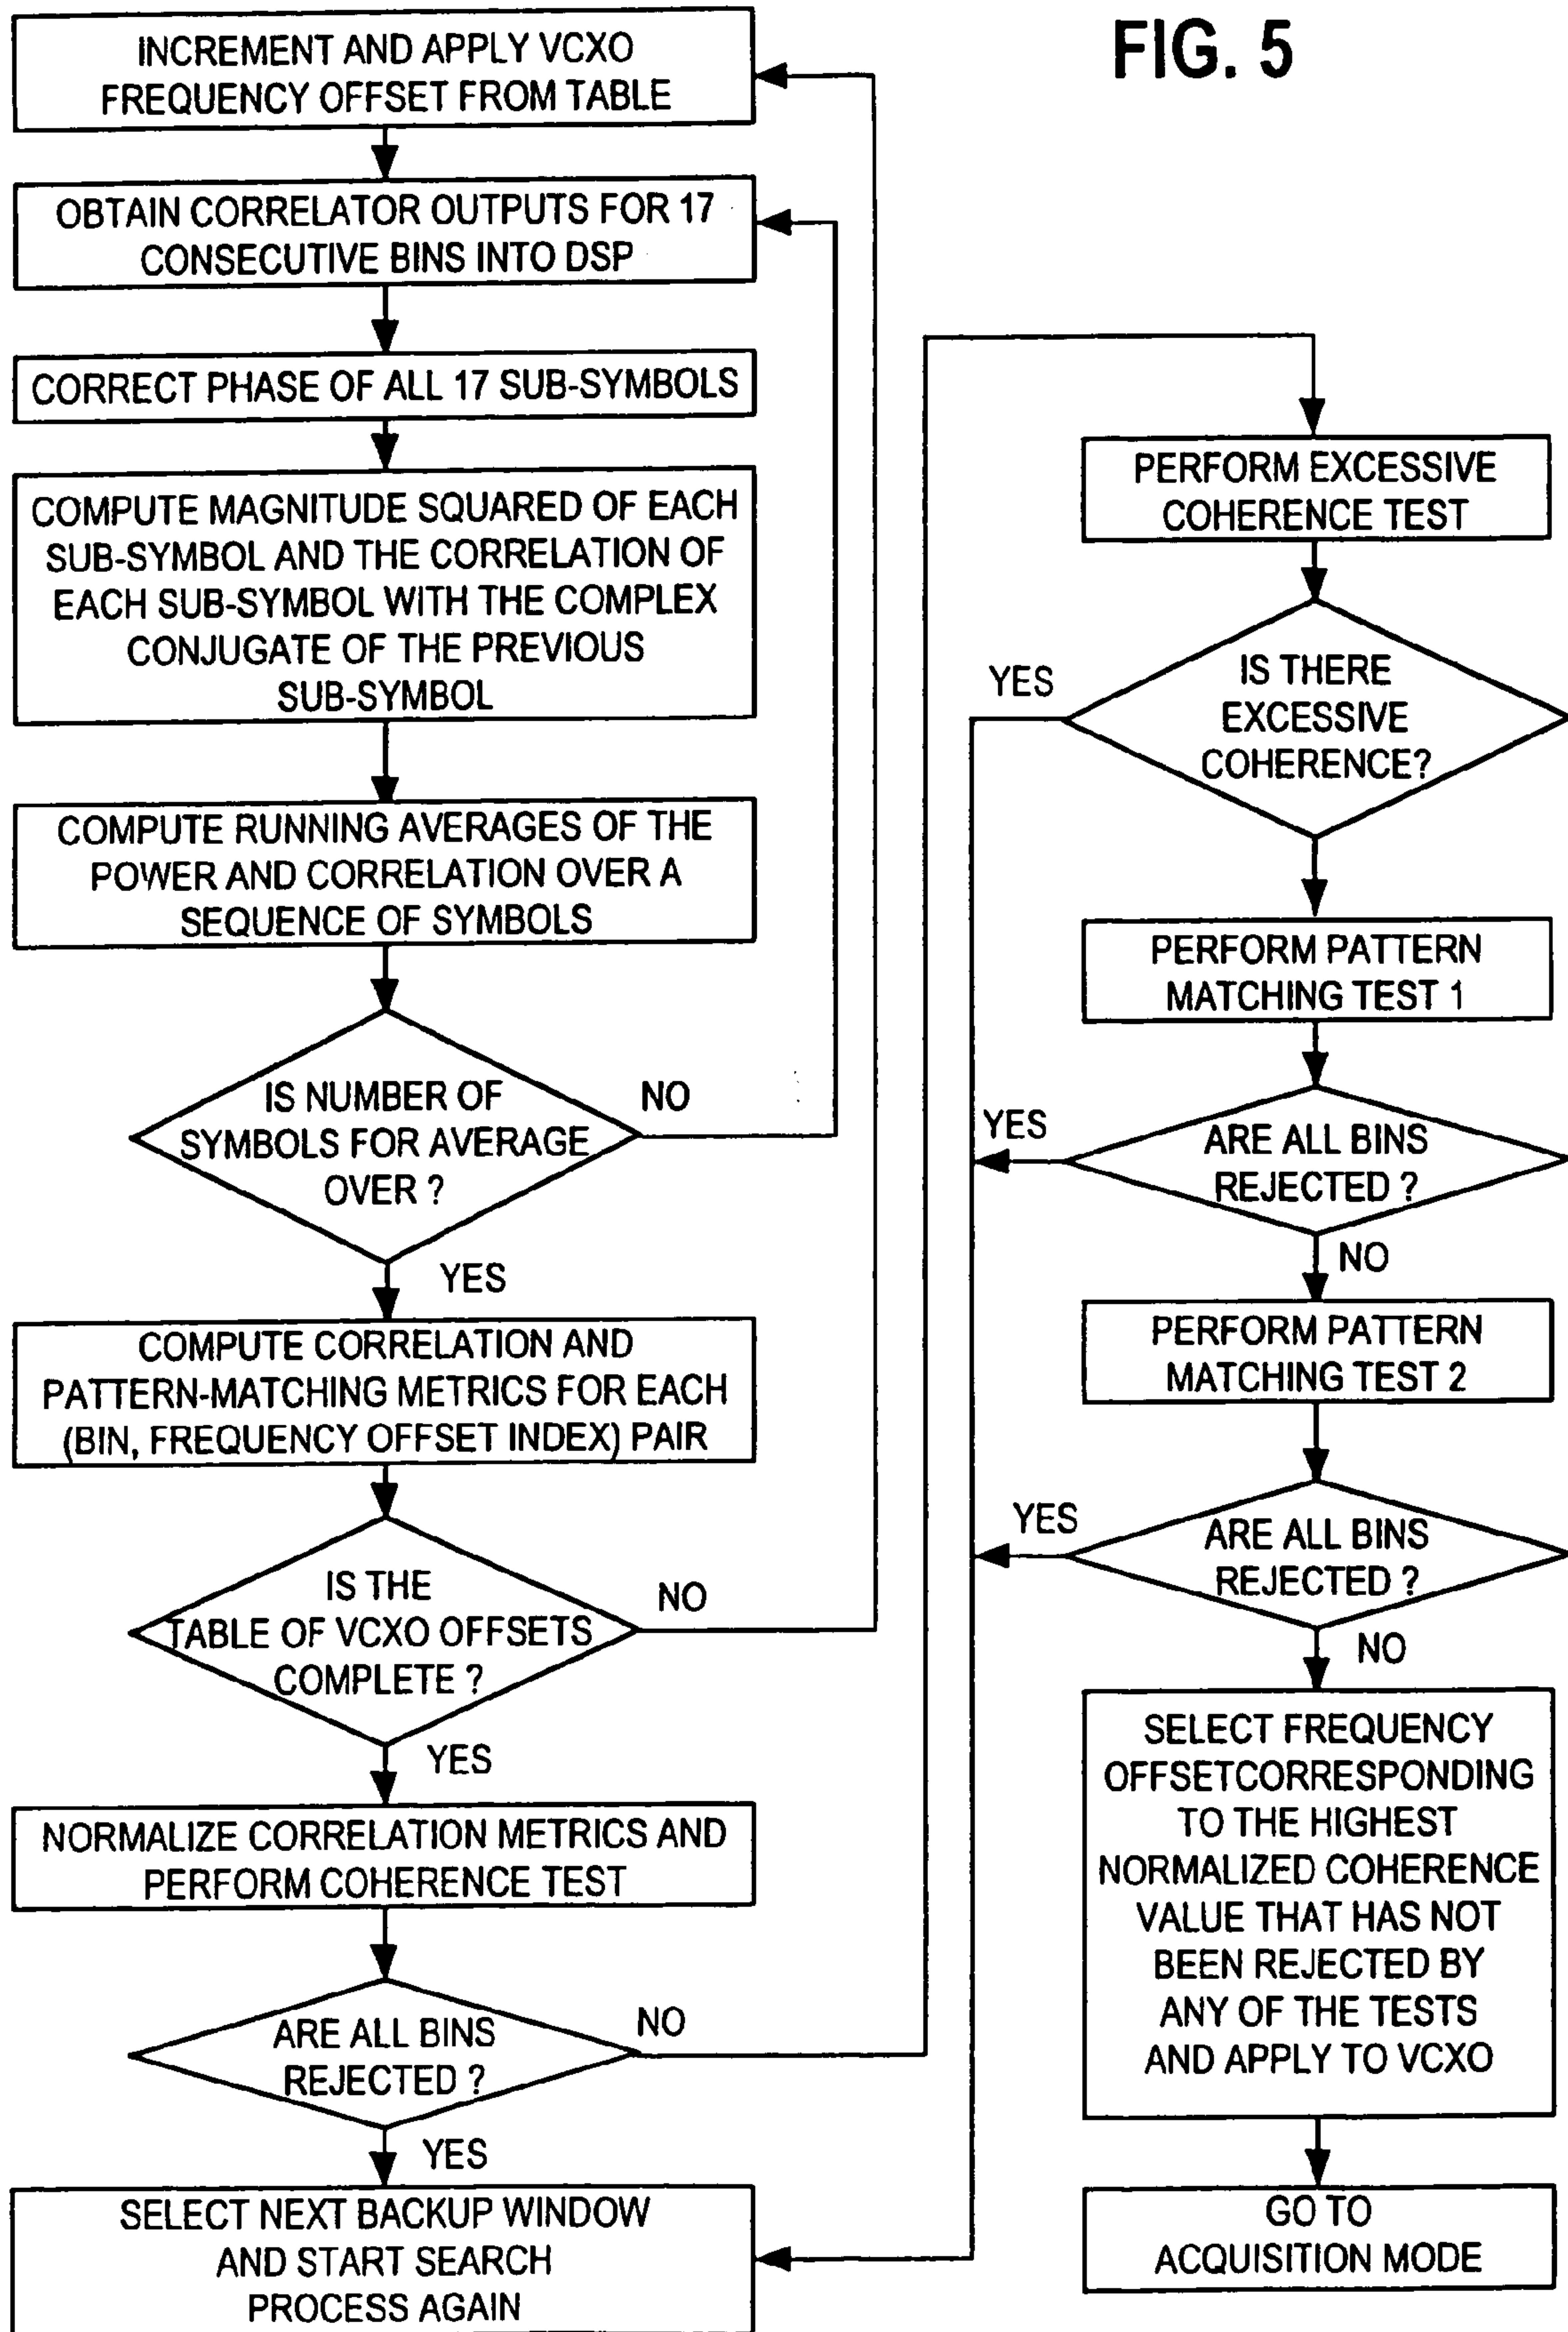 FIG. 5
INCREMENT AND APPLY VCXO
FREQUENCY OFFSET FROM TABLE
OBTAIN CORRELATOR OUTPUTS FOR 17
CONSECUTIVE BINS INTO DSP
CORRECT PHASE OF ALL 17 SUB-SYMBOLS
COMPUTE MAGNITUDE SQUARED OF EACH
SUB-SYMBOL AND THE CORRELATION OF
EACH SUB-SYMBOL WITH THE COMPLEX
CONJUGATE OF THE PREVIOUS
SUB-SYMBOL
COMPUTE RUNNING AVERAGES OF THE
POWER AND CORRELATION OVER A
SEQUENCE OF SYMBOLS
IS NUMBER OF
SYMBOLS FOR AVERAGE
OVER ?
NO
YES
COMPUTE CORRELATION AND
PATTERN-MATCHING METRICS FOR EACH
(BIN, FREQUENCY OFFSET INDEX) PAIR
IS THE
TABLE OF VCXO OFFSETS
COMPLETE ?
NO
YES
NORMALIZE CORRELATION METRICS AND
PERFORM COHERENCE TEST
ARE ALL BINS
REJECTED ?
NO
YES
SELECT NEXT BACKUP WINDOW
AND START SEARCH
PROCESS AGAIN
PERFORM EXCESSIVE
COHERENCE TEST
IS THERE
EXCESSIVE
COHERENCE?
YES
PERFORM PATTERN
MATCHING TEST 1
ARE ALL BINS
REJECTED ?
YES
NO
PERFORM PATTERN
MATCHING TEST 2
ARE ALL BINS
REJECTED ?
YES
NO
SELECT FREQUENCY
OFFSETCORRESPONDING
TO THE HIGHEST
NORMALIZED COHERENCE
VALUE THAT HAS NOT
BEEN REJECTED BY
ANY OF THE TESTS
AND APPLY TO VCXO
GO TO
ACQUISITION MODE